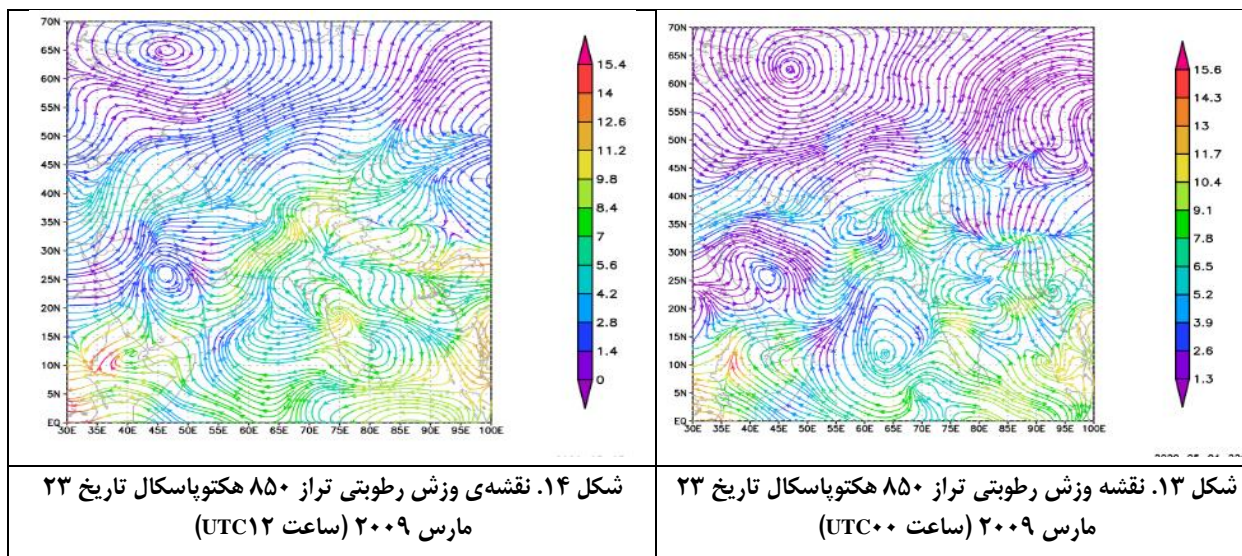 70N
65N
60N
55N
50N
45N
40N
35N
30N
25N
20N
15N
10N
5N
EQ
30E 35E 40E 45E 50E 55E 60E 65E 70E 75E 80E 85E 90E 95E 100E
15.4
14
12.6
11.2
9.8
8.4
7
5.6
4.2
2.8
1.4
0
70N
65N
60N
55N
50N
45N
40N
35N
30N
25N
20N
15N
10N
5N
EQ
30E 35E 40E 45E 50E 55E 60E 65E 70E 75E 80E 85E 90E 95E 100E
15.6
14.3
13
11.7
10.4
9.1
7.8
6.5
5.2
3.9
2.6
1.3
شکل ۱۳. نقشه وزش رطوبتی تراز ۸۵۰ هکتوپاسکال تاریخ ۲۳
مارس ۲۰۰۹ (ساعت UTC۰۰)
شکل ۱۴. نقشه‌ی وزش رطوبتی تراز ۸۵۰ هکتوپاسکال تاریخ ۲۳
مارس ۲۰۰۹ (ساعت UTC۱۲)